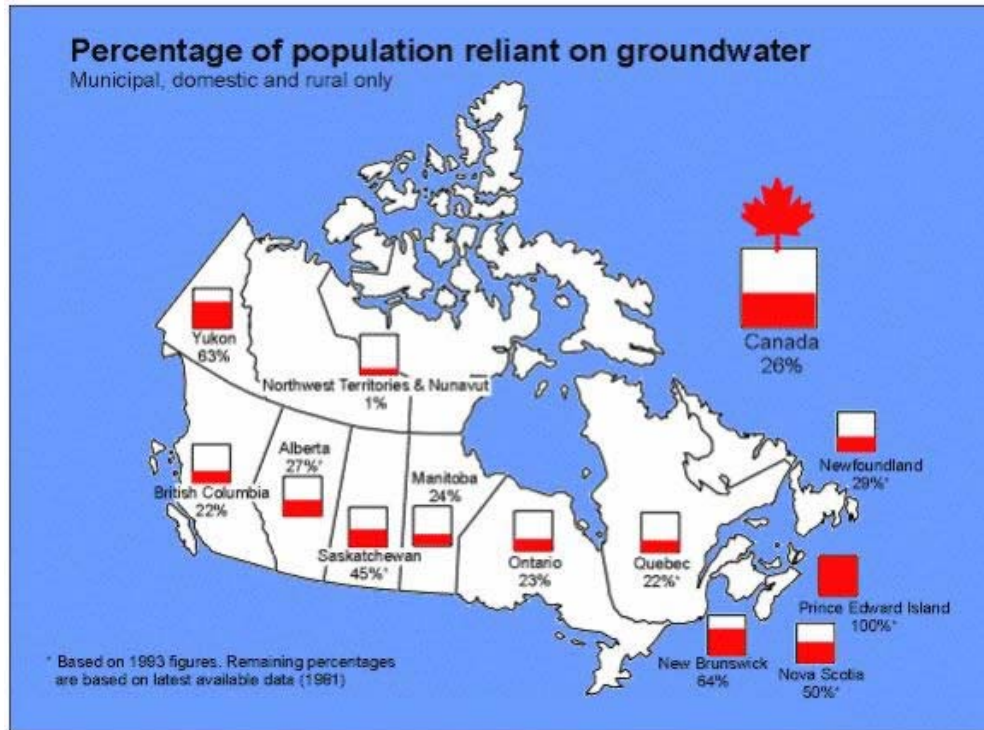 Percentage of population reliant on groundwater
Municipal, domestic and rural only
Yukon
63%
Northwest Territories & Nunavut
1%
Canada
26%
British Columbia
22%
Alberta
27%*
Saskatchewan
45%*
Manitoba
24%
Ontario
23%
Quebec
22%*
Newfoundland
29%*
Prince Edward Island
100%*
New Brunswick
64%
Nova Scotia
50%*
* Based on 1993 figures. Remaining percentages
are based on latest available data (1981)